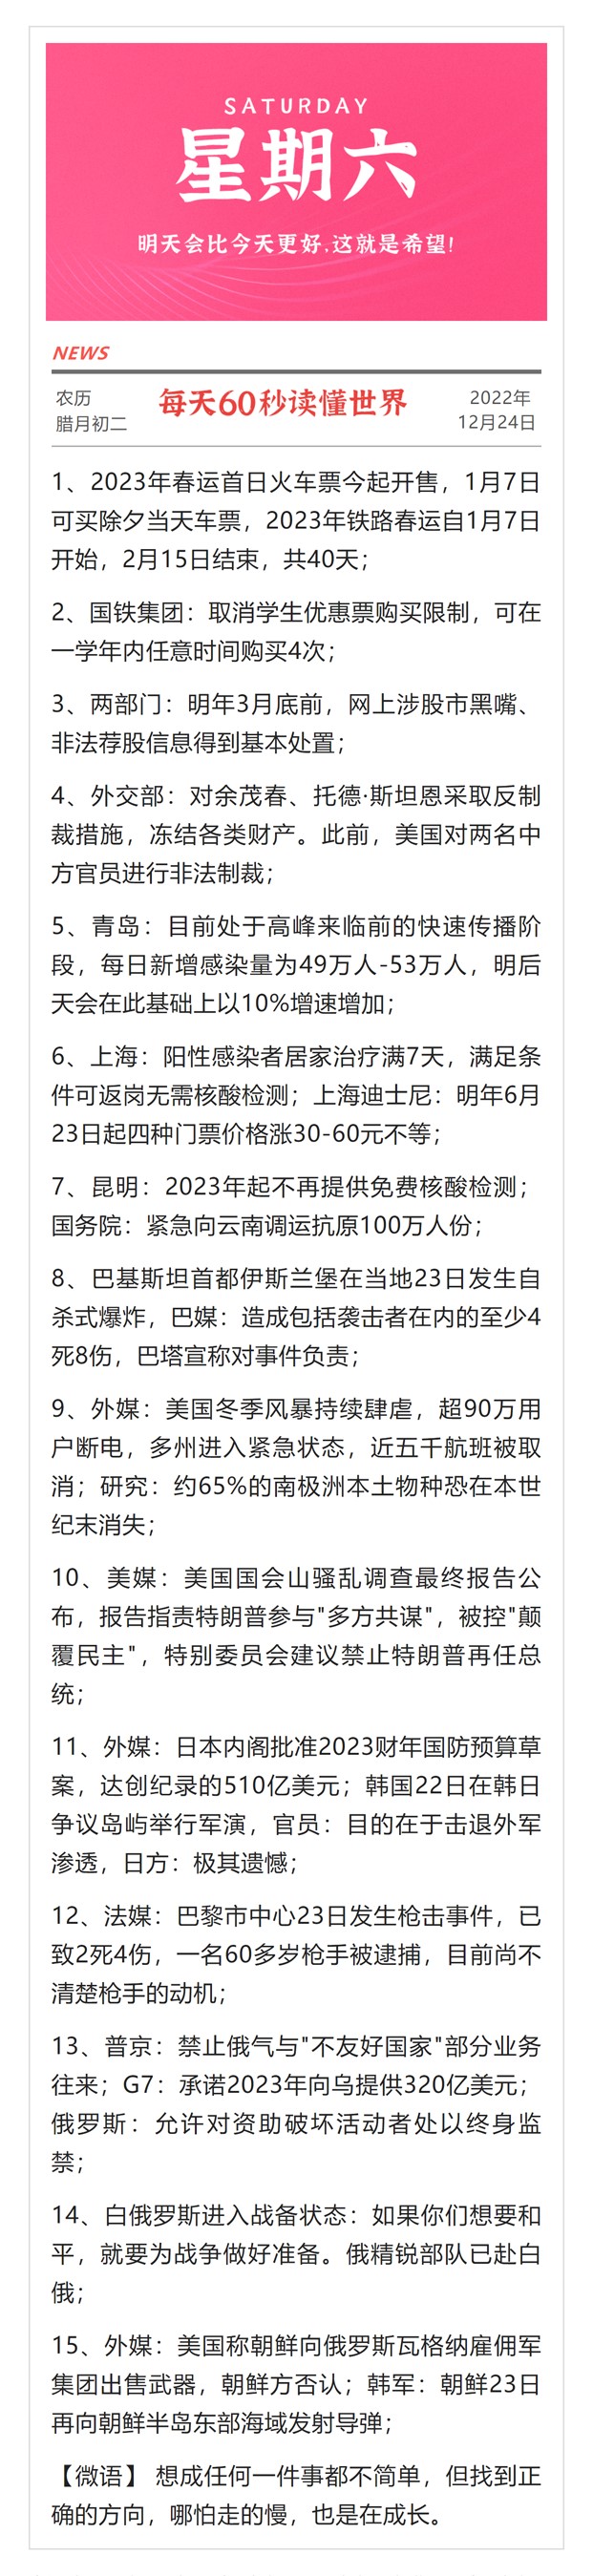 SATURDAY
星期六
明天会比今天更好,这就是希望!
NEWS
农历
腊月初二
每天60秒读懂世界
2022年
12月24日
1、2023年春运首日火车票今起开售，1月7日
可买除夕当天车票，2023年铁路春运自1月7日
开始，2月15日结束，共40天；
2、国铁集团：取消学生优惠票购买限制，可在
一学年内任意时间购买4次；
3、两部门：明年3月底前，网上涉股市黑嘴、
非法荐股信息得到基本处置；
4、外交部：对余茂春、托德·斯坦恩采取反制
裁措施，冻结各类财产。此前，美国对两名中
方官员进行非法制裁；
5、青岛：目前处于高峰来临前的快速传播阶
段，每日新增感染量为49万人-53万人，明后
天会在此基础上以10%增速增加；
6、上海：阳性感染者居家治疗满7天，满足条
件可返岗无需核酸检测；上海迪士尼：明年6月
23日起四种门票价格涨30-60元不等；
7、昆明：2023年起不再提供免费核酸检测；
国务院：紧急向云南调运抗原100万人份；
8、巴基斯坦首都伊斯兰堡在当地23日发生自
杀式爆炸，巴媒：造成包括袭击者在内的至少4
死8伤，巴塔宣称对事件负责；
9、外媒：美国冬季风暴持续肆虐，超90万用
户断电，多州进入紧急状态，近五千航班被取
消；研究：约65%的南极洲本土物种恐在本世
纪末消失；
10、美媒：美国国会山骚乱调查最终报告公
布，报告指责特朗普参与"多方共谋"，被控"颠
覆民主"，特别委员会建议禁止特朗普再任总
统；
11、外媒：日本内阁批准2023财年国防预算草
案，达创纪录的510亿美元；韩国22日在韩日
争议岛屿举行军演，官员：目的在于击退外军
渗透，日方：极其遗憾；
12、法媒：巴黎市中心23日发生枪击事件，已
致2死4伤，一名60多岁枪手被逮捕，目前尚不
清楚枪手的动机；
13、普京：禁止俄气与"不友好国家"部分业务
往来；G7：承诺2023年向乌提供320亿美元；
俄罗斯：允许对资助破坏活动者处以终身监
禁；
14、白俄罗斯进入战备状态：如果你们想要和
平，就要为战争做好准备。俄精锐部队已赴白
俄；
15、外媒：美国称朝鲜向俄罗斯瓦格纳雇佣军
集团出售武器，朝鲜方否认；韩军：朝鲜23日
再向朝鲜半岛东部海域发射导弹；
【微语】 想成任何一件事都不简单，但找到正
确的方向，哪怕走的慢，也是在成长。